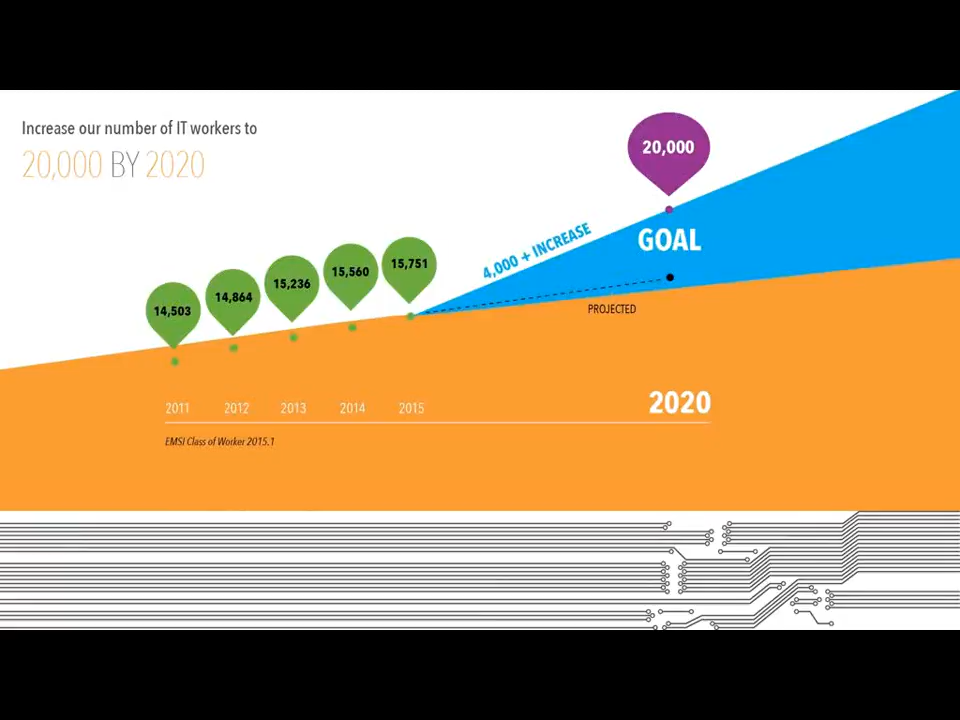 Increase our number of IT workers to
20,000 BY 2020
20,000
4,000 + INCREASE
GOAL
14,503
14,864
15,236
15,560
15,751
PROJECTED
2011 2012 2013 2014 2015 2020
EMSI Class of Worker 2015.1